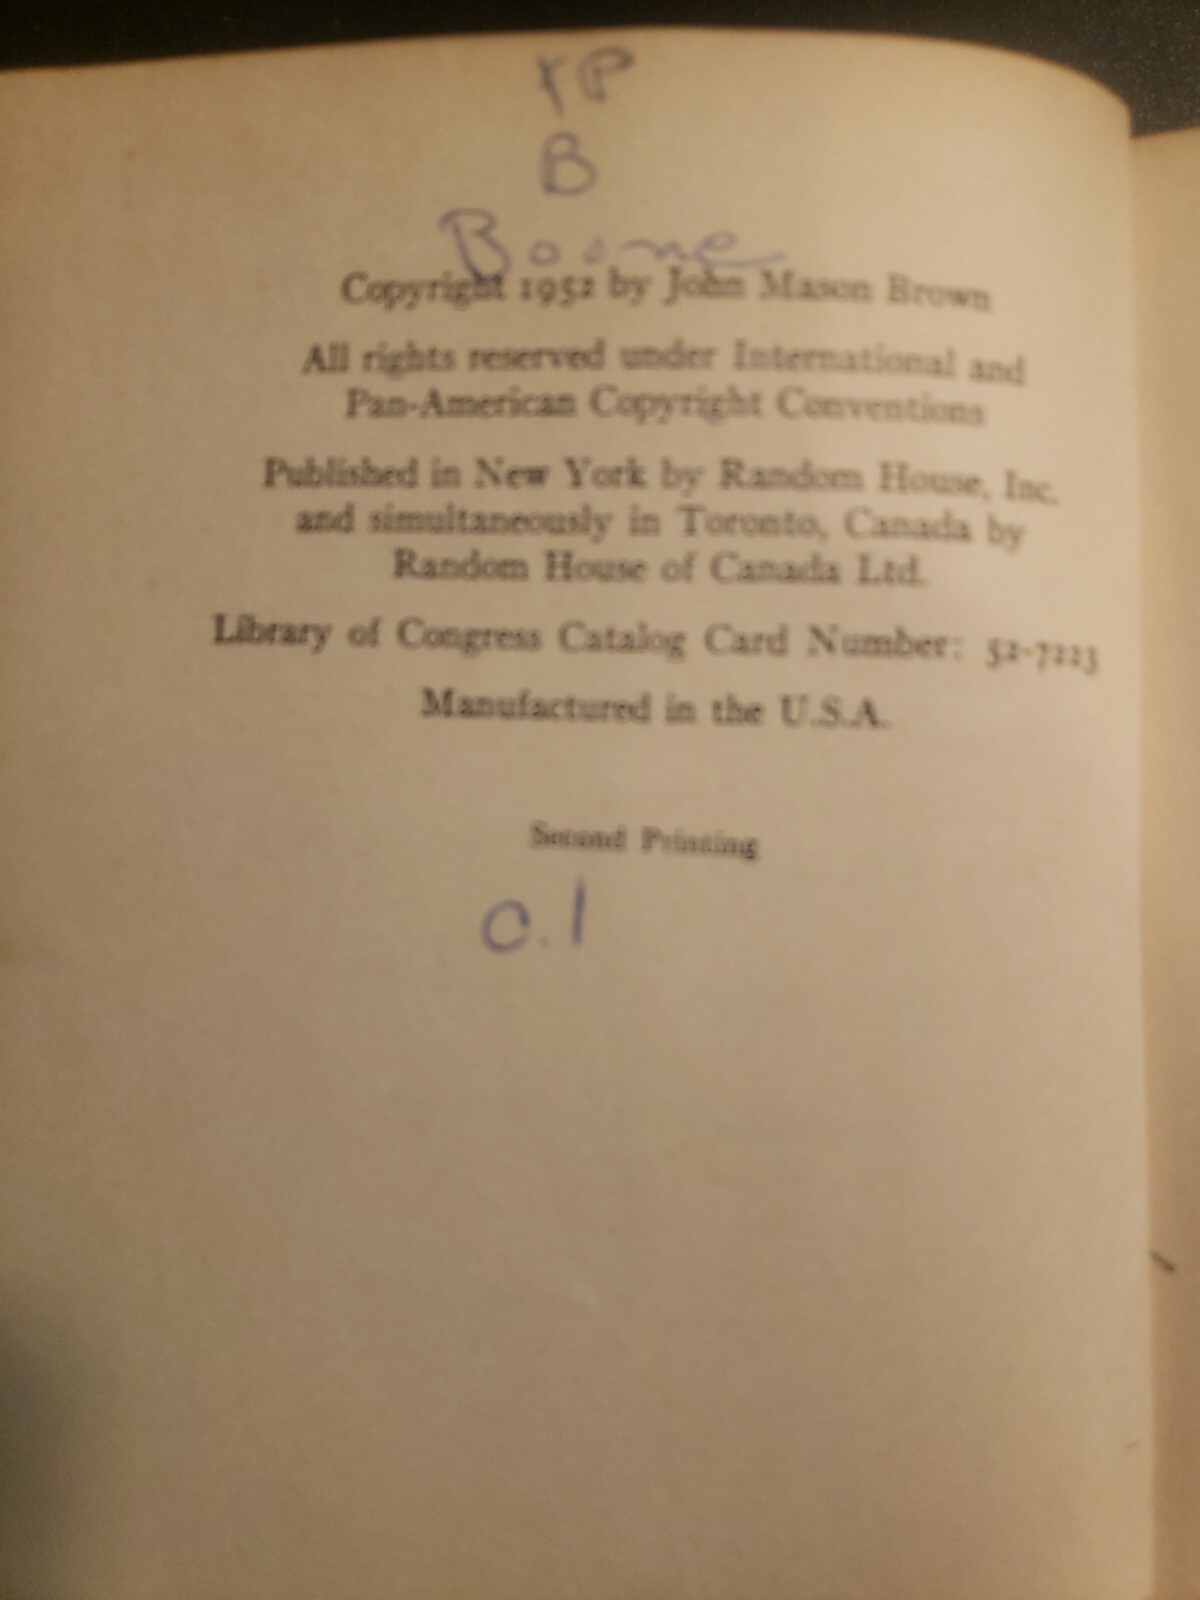 YP
B
Boone
Copyright 1952 by John Mason Brown
All rights reserved under International and
Pan-American Copyright Conventions
Published in New York by Random House, Inc.
and simultaneously in Toronto, Canada by
Random House of Canada Ltd.
Library of Congress Catalog Card Number: 52-7223
Manufactured in the U.S.A.
Second Printing
c.1